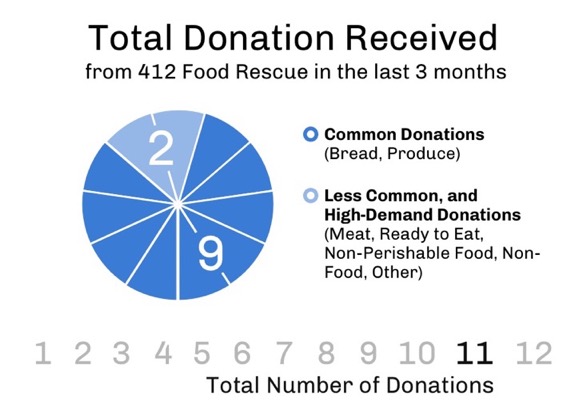 Total Donation Received
from 412 Food Rescue in the last 3 months
2
9
Common Donations
(Bread, Produce)
Less Common, and
High-Demand Donations
(Meat, Ready to Eat,
Non-Perishable Food, Non-
Food, Other)
1 2 3 4 5 6 7 8 9 10 11 12
Total Number of Donations